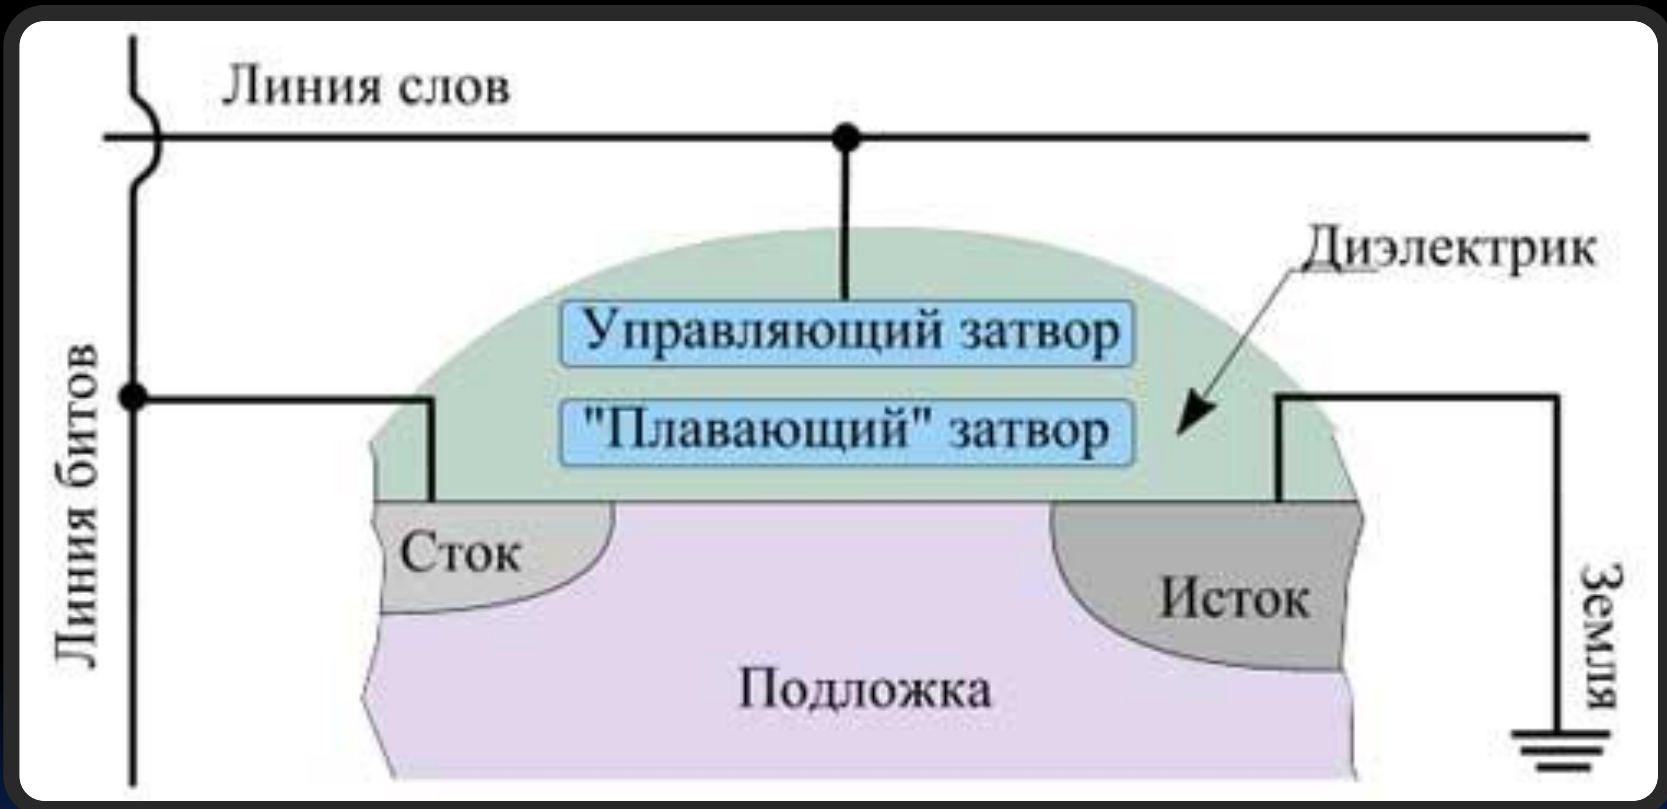 Линия слов
Диэлектрик
Управляющий затвор
"Плавающий" затвор
Линия битов
Сток
Исток
Земля
Подложка